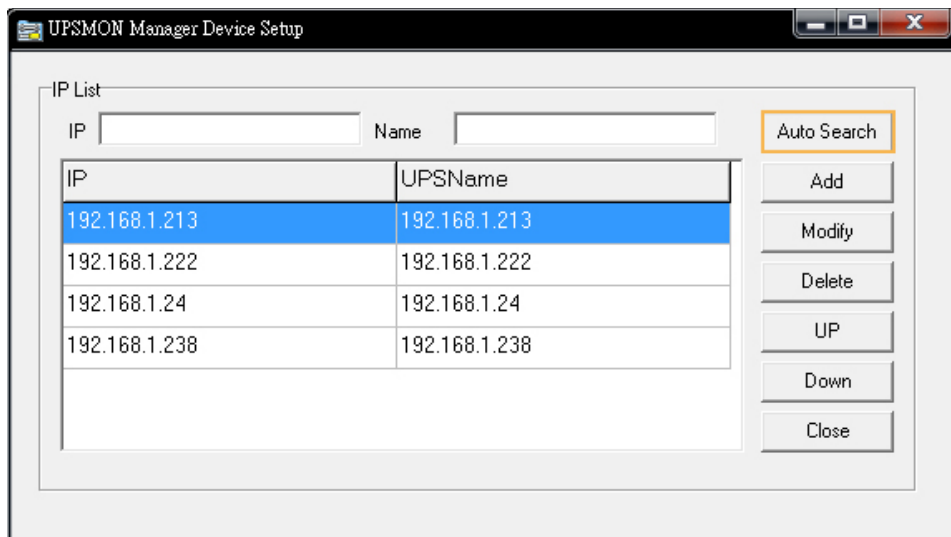 UPSMON Manager Device Setup
IP List
IP Name Auto Search
IP UPSName Add
192.168.1.213 192.168.1.213 Modify
192.168.1.222 192.168.1.222 Delete
192.168.1.24 192.168.1.24 UP
192.168.1.238 192.168.1.238 Down
Close